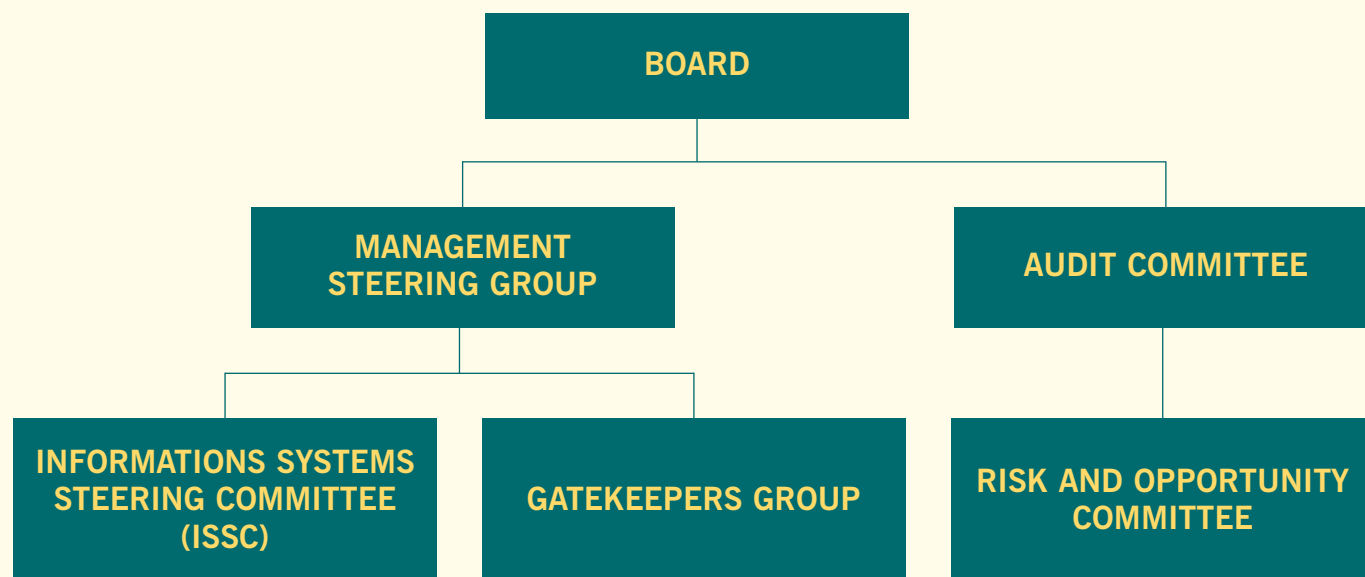 BOARD
MANAGEMENT
STEERING GROUP
AUDIT COMMITTEE
INFORMATIONS SYSTEMS
STEERING COMMITTEE
(ISSC)
GATEKEEPERS GROUP
RISK AND OPPORTUNITY
COMMITTEE